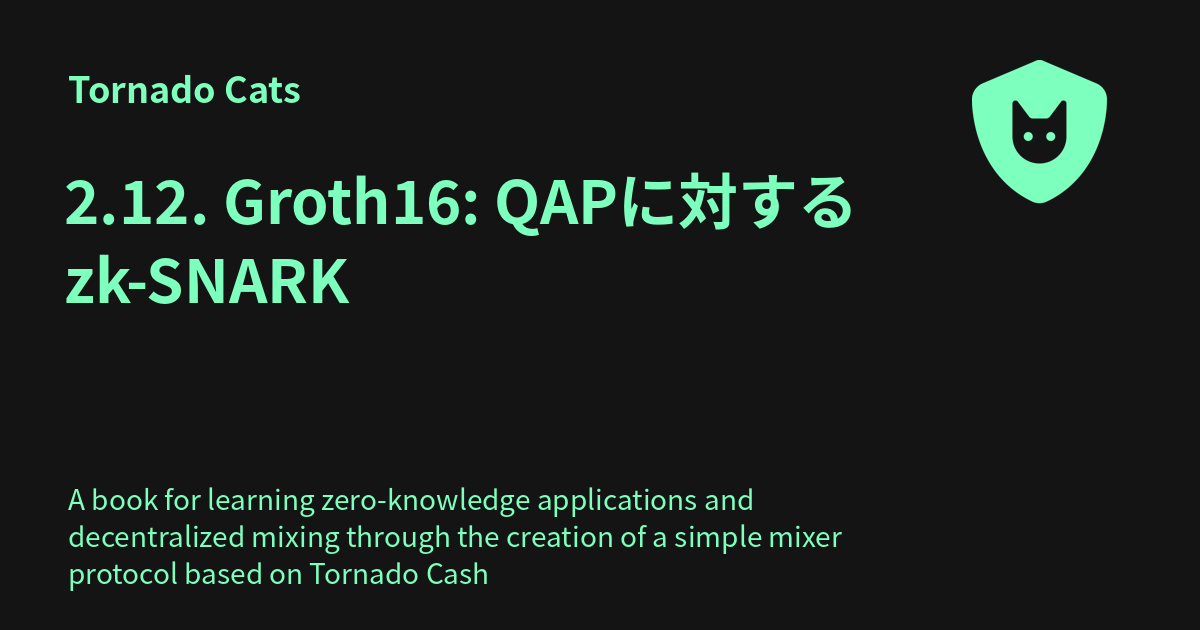 Tornado Cats
2.12. Groth16: QAPに対する
zk-SNARK
A book for learning zero-knowledge applications and
decentralized mixing through the creation of a simple mixer
protocol based on Tornado Cash